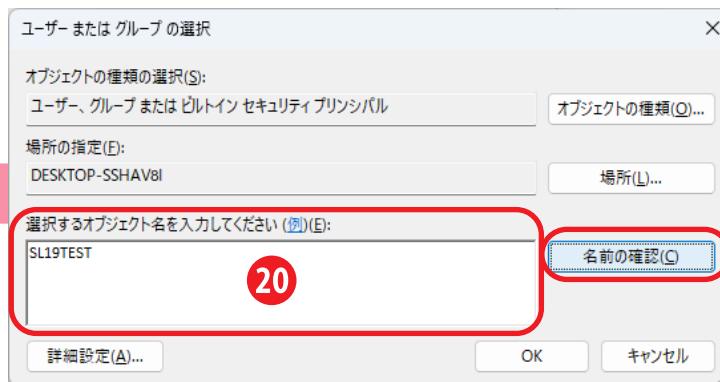 ユーザー または グループ の選択
オブジェクトの種類の選択(S):
ユーザー、グループ または ビルトイン セキュリティ プリンシパル
オブジェクトの種類(O)...
場所の指定(F):
DESKTOP-SSHAV8I
場所(L)...
選択するオブジェクト名を入力してください (例)(E):
SL19TEST
名前の確認(C)
20
詳細設定(A)...
OK
キャンセル